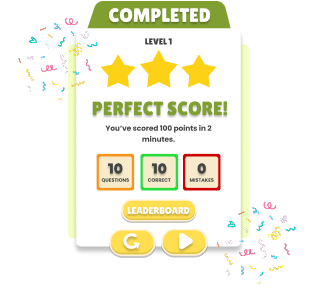 COMPLETED
LEVEL 1
PERFECT SCORE!
You've scored 100 points in 2
minutes.
10 10 0
QUESTIONS CORRECT MISTAKES
LEADERBOARD